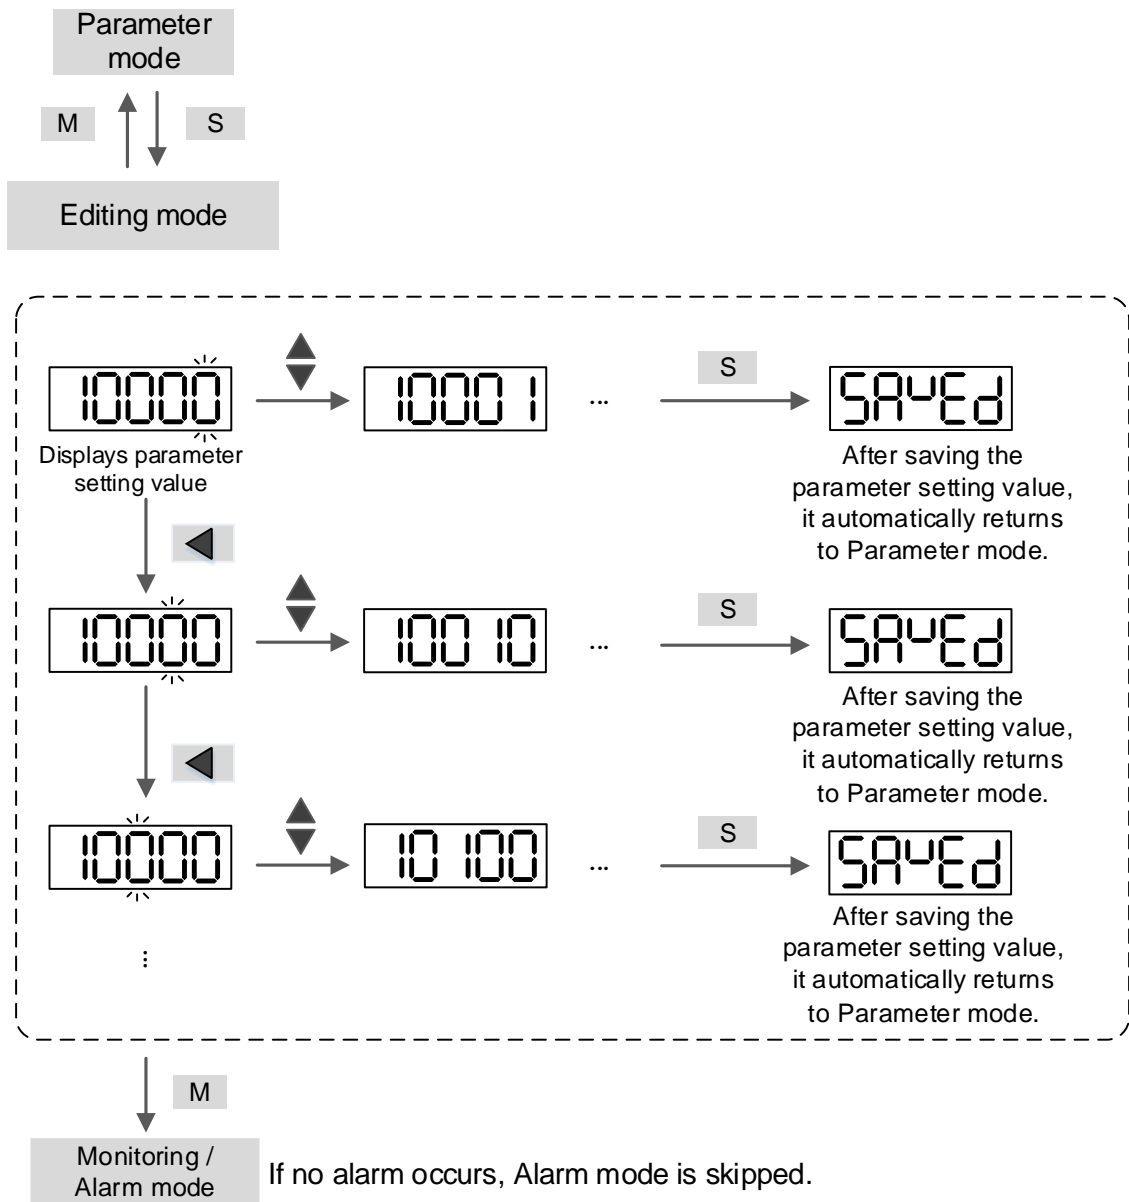 Parameter
mode
M
S
Editing mode
10000
10001
...
S
SAvEd
Displays parameter
setting value
After saving the
parameter setting value,
it automatically returns
to Parameter mode.
10000
10010
...
S
SAvEd
After saving the
parameter setting value,
it automatically returns
to Parameter mode.
10000
10100
...
S
SAvEd
After saving the
parameter setting value,
it automatically returns
to Parameter mode.
...
M
Monitoring /
Alarm mode
If no alarm occurs, Alarm mode is skipped.